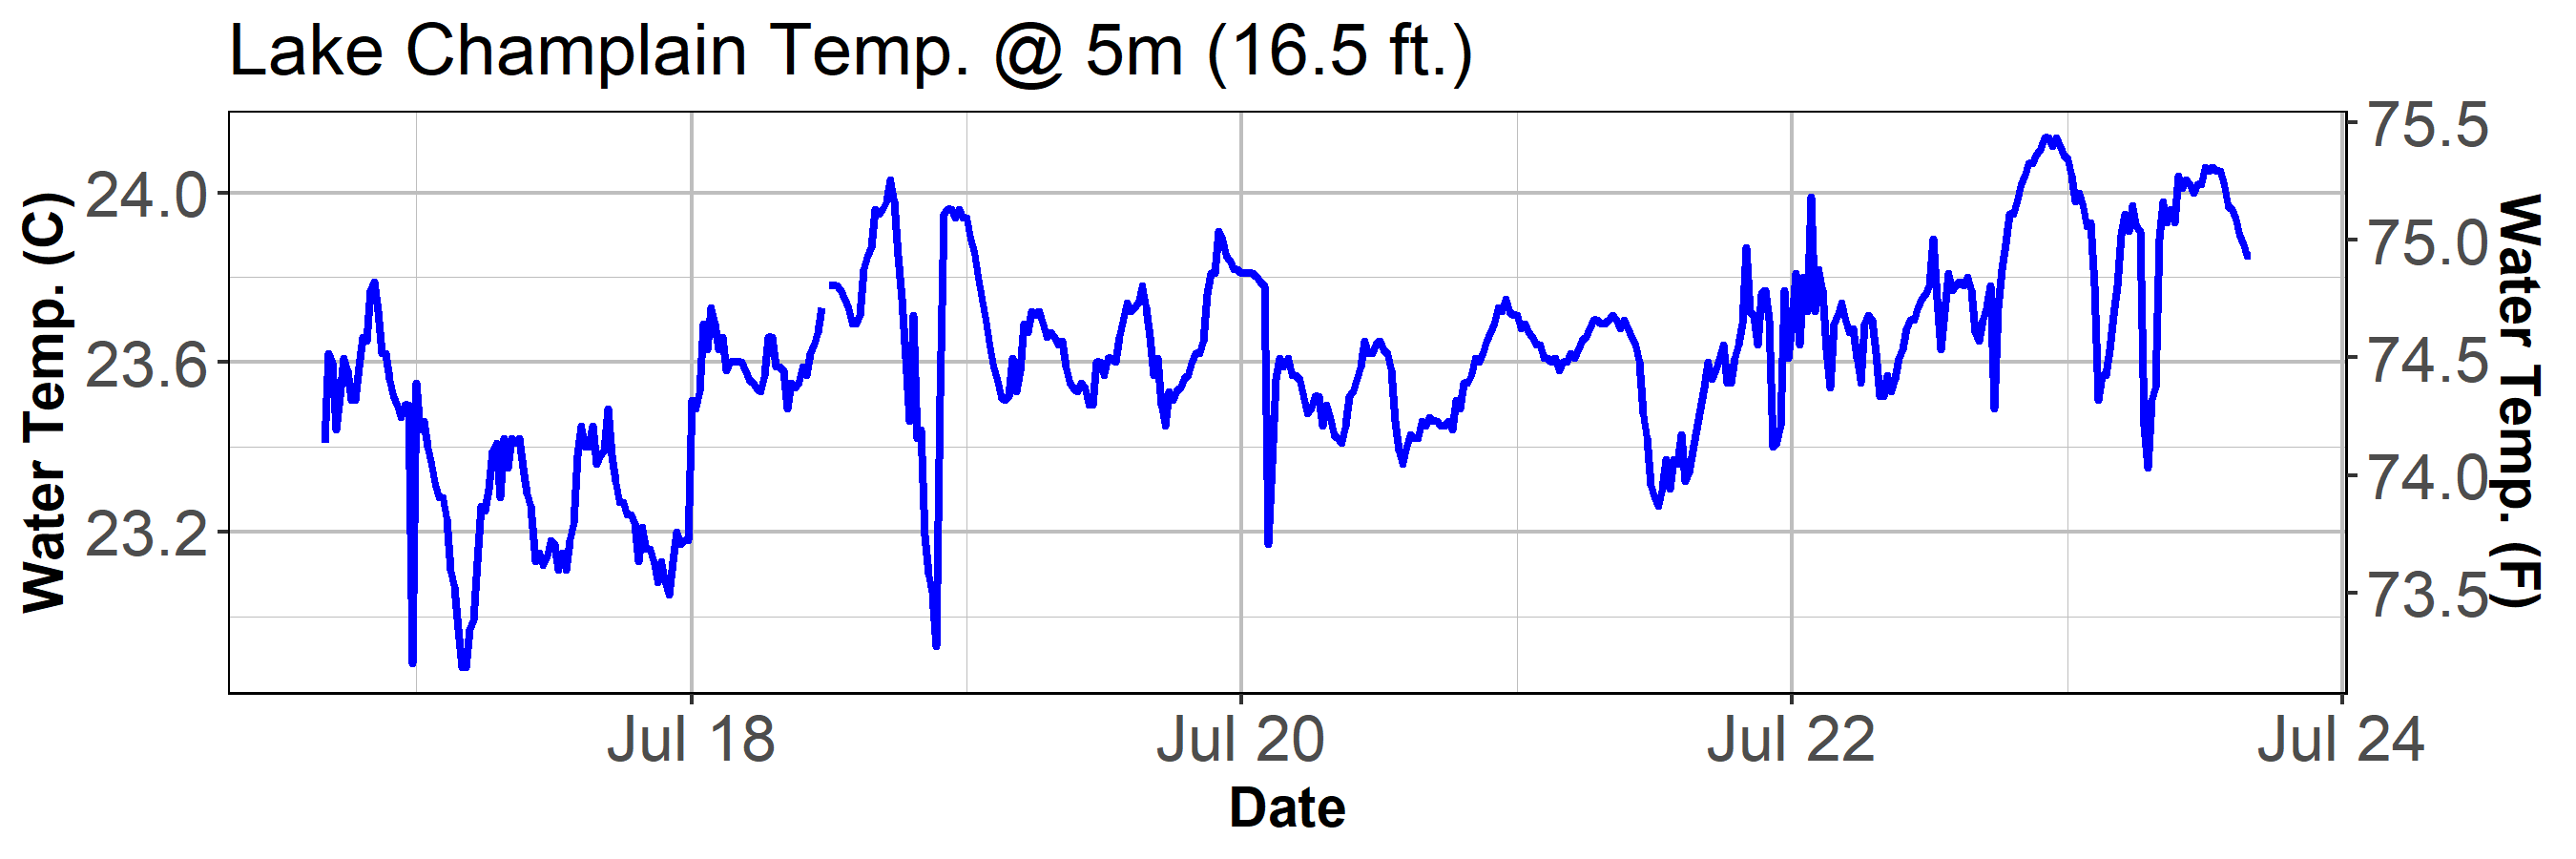 Lake Champlain Temp. @ 5m (16.5 ft.)
Water Temp. (C)
24.0
23.6
23.2
75.5
75.0
74.5
74.0
73.5
Water Temp. (F)
Jul 18 Jul 20 Jul 22 Jul 24
Date